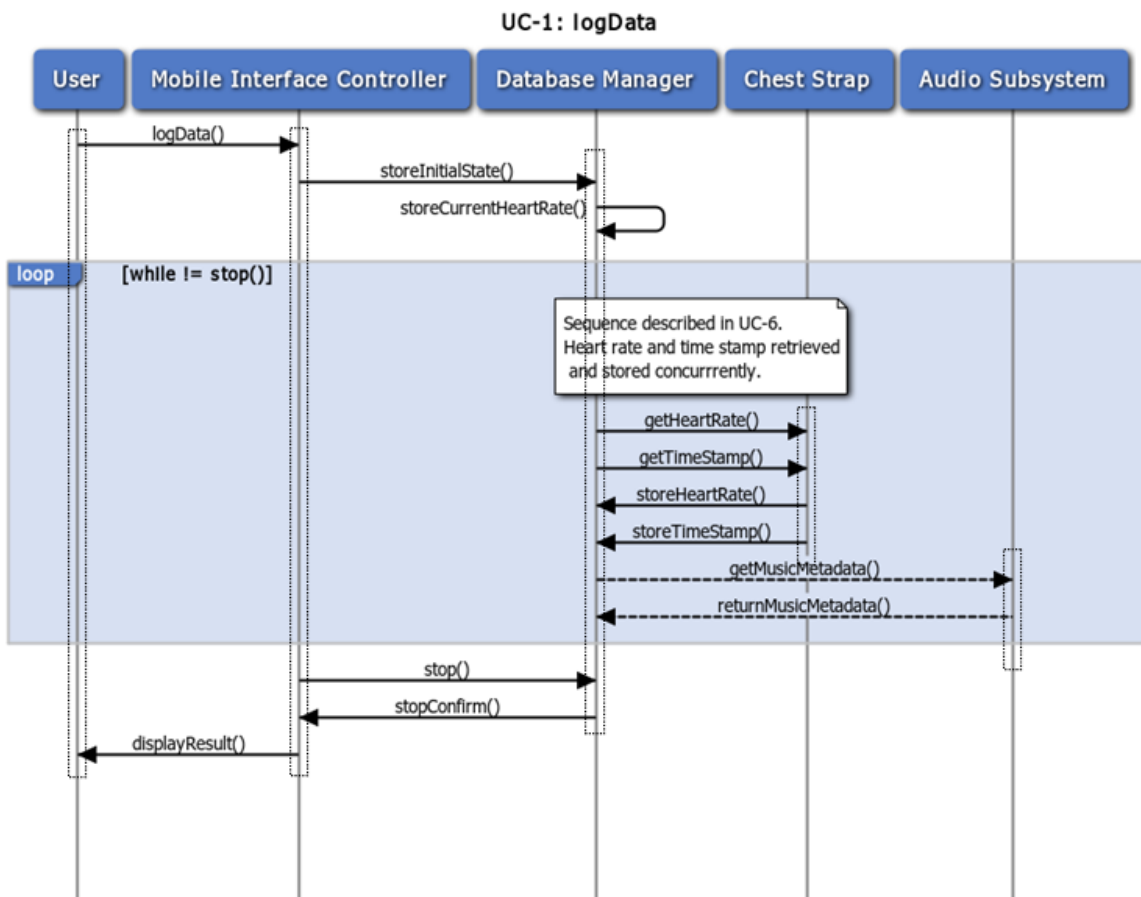 UC-1: logData
User
Mobile Interface Controller
Database Manager
Chest Strap
Audio Subsystem
logData()
storeInitialState()
storeCurrentHeartRate()
loop
[while != stop()]
Sequence described in UC-6.
Heart rate and time stamp retrieved
and stored concurrrently.
getHeartRate()
getTimeStamp()
storeHeartRate()
storeTimeStamp()
getMusicMetadata()
returnMusicMetadata()
stop()
stopConfirm()
displayResult()